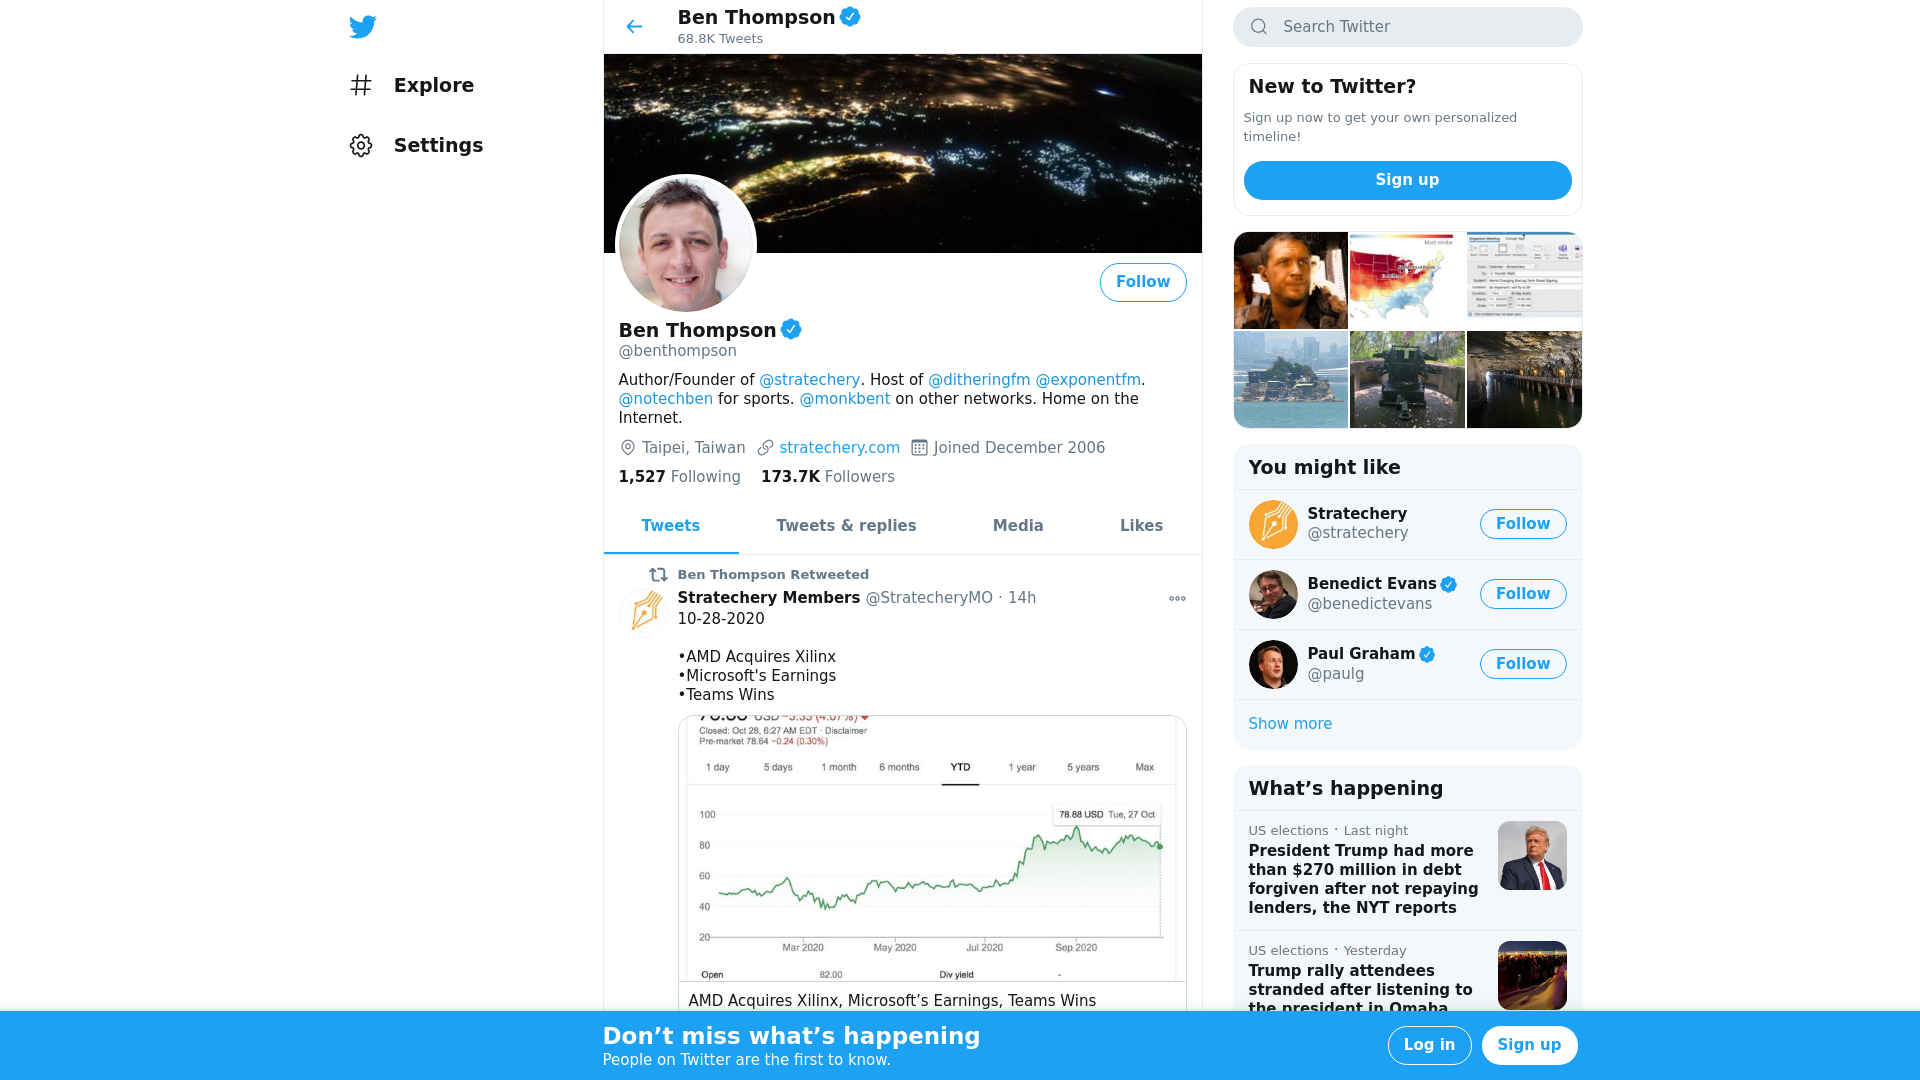 Explore
Settings
Ben Thompson
68.8K Tweets
Follow
Ben Thompson
@benthompson
Author/Founder of @stratechery. Host of @ditheringfm @exponentfm.
@notechben for sports. @monkbent on other networks. Home on the
Internet.
Taipei, Taiwan stratechery.com Joined December 2006
1,527 Following 173.7K Followers
Tweets Tweets & replies Media Likes
Ben Thompson Retweeted
Stratechery Members @StratecheryMO · 14h
10-28-2020
•AMD Acquires Xilinx
•Microsoft's Earnings
•Teams Wins
Closed: Oct 28, 6:27 AM EDT · Disclaimer
Pre-market 78.64 −0.24 (0.30%)
1 day 5 days 1 month 6 months YTD 1 year 5 years Max
78.88 USD Tue, 27 Oct
100
80
60
40
20
Mar 2020 May 2020 Jul 2020 Sep 2020
Open 82.00 Div yield -
AMD Acquires Xilinx, Microsoft’s Earnings, Teams Wins
Search Twitter
New to Twitter?
Sign up now to get your own personalized
timeline!
Sign up
Most similar
You might like
Stratechery
@stratechery
Follow
Benedict Evans
@benedictevans
Follow
Paul Graham
@paulg
Follow
Show more
What’s happening
US elections · Last night
President Trump had more
than $270 million in debt
forgiven after not repaying
lenders, the NYT reports
US elections · Yesterday
Trump rally attendees
stranded after listening to
the president in Omaha
Don’t miss what’s happening
People on Twitter are the first to know.
Log in
Sign up